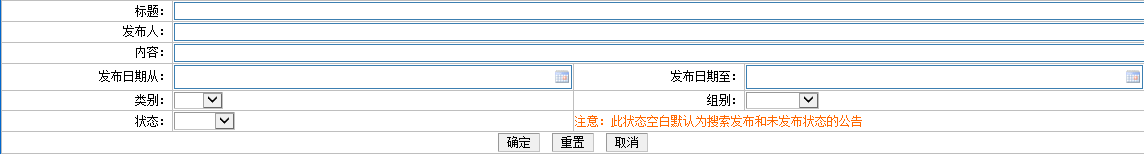 标题：
发布人：
内容：
发布日期从： 发布日期至：
类别： 组别：
状态： 注意：此状态空白默认为搜索发布和未发布状态的公告
确定 重置 取消